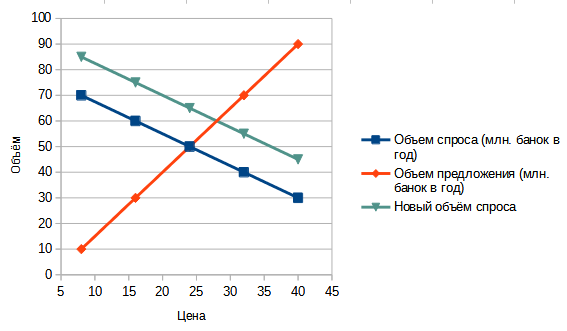 100
90
80
70
60
50
40
30
20
10
0
5 10 15 20 25 30 35 40 45
Объём
Цена
Объем спроса (млн. банок в
год)
Объем предложения (млн.
банок в год)
Новый объём спроса